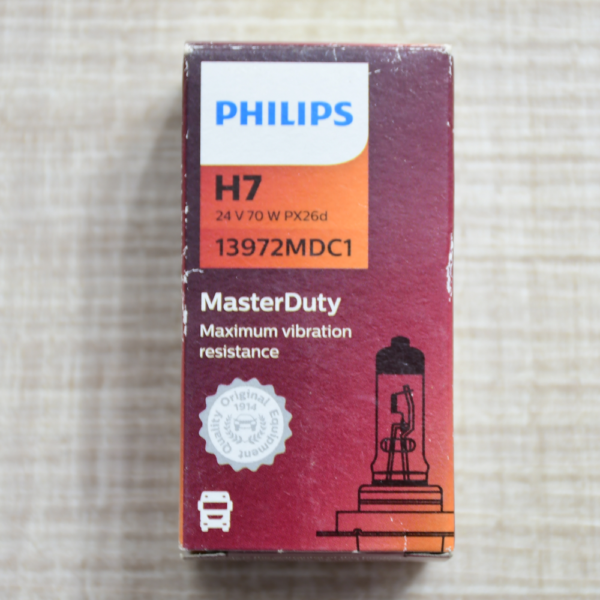 PHILIPS
H7
24 V 70 W PX26d
13972MDC1
MasterDuty
Maximum vibration
resistance
Original
Equipment
Quality
1914